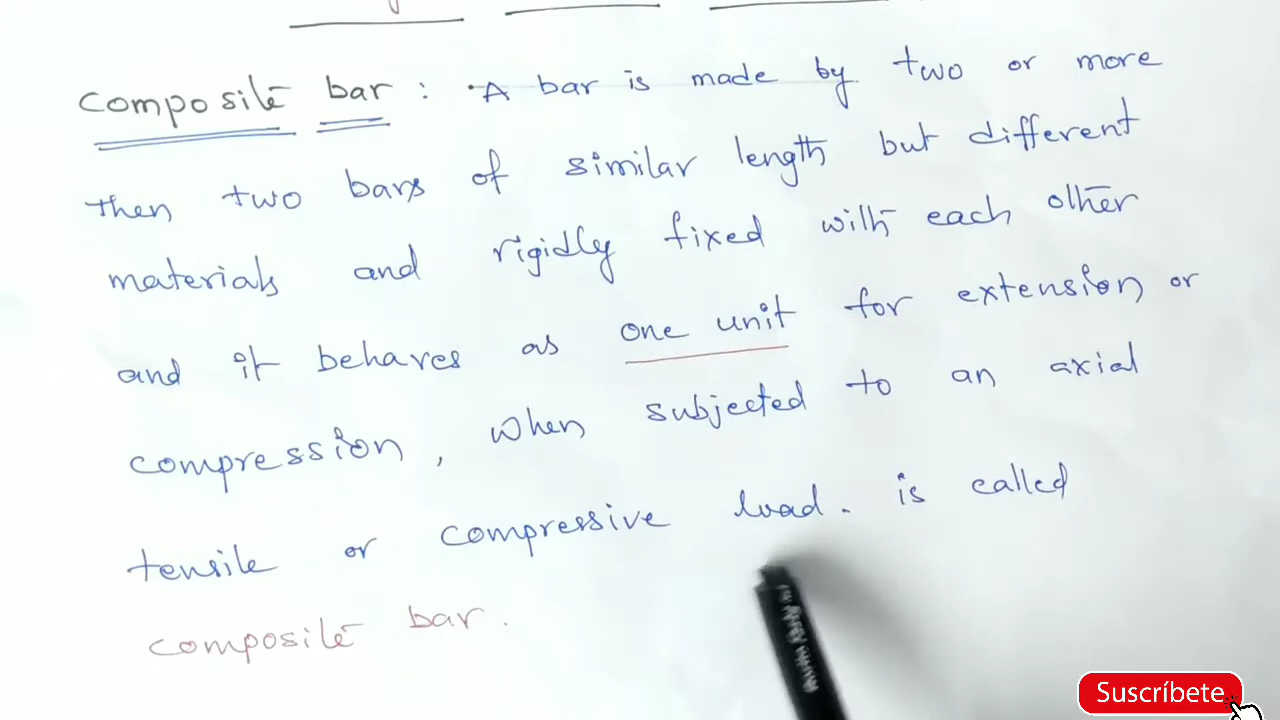 composite bar : A bar is made by two or more
then two bars of similar length but different
materials and rigidly fixed with each other
and it behaves as one unit for extension or
compression, when subjected to an axial
tensile or compressive load. is called
composite bar.
Suscríbete